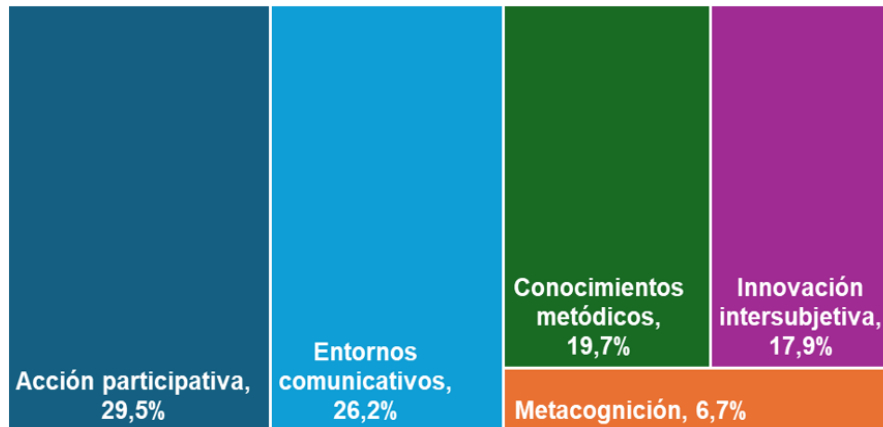 Acción participativa,
29,5%
Entornos
comunicativos,
26,2%
Conocimientos
metódicos,
19,7%
Innovación
intersubjetiva,
17,9%
Metacognición, 6,7%